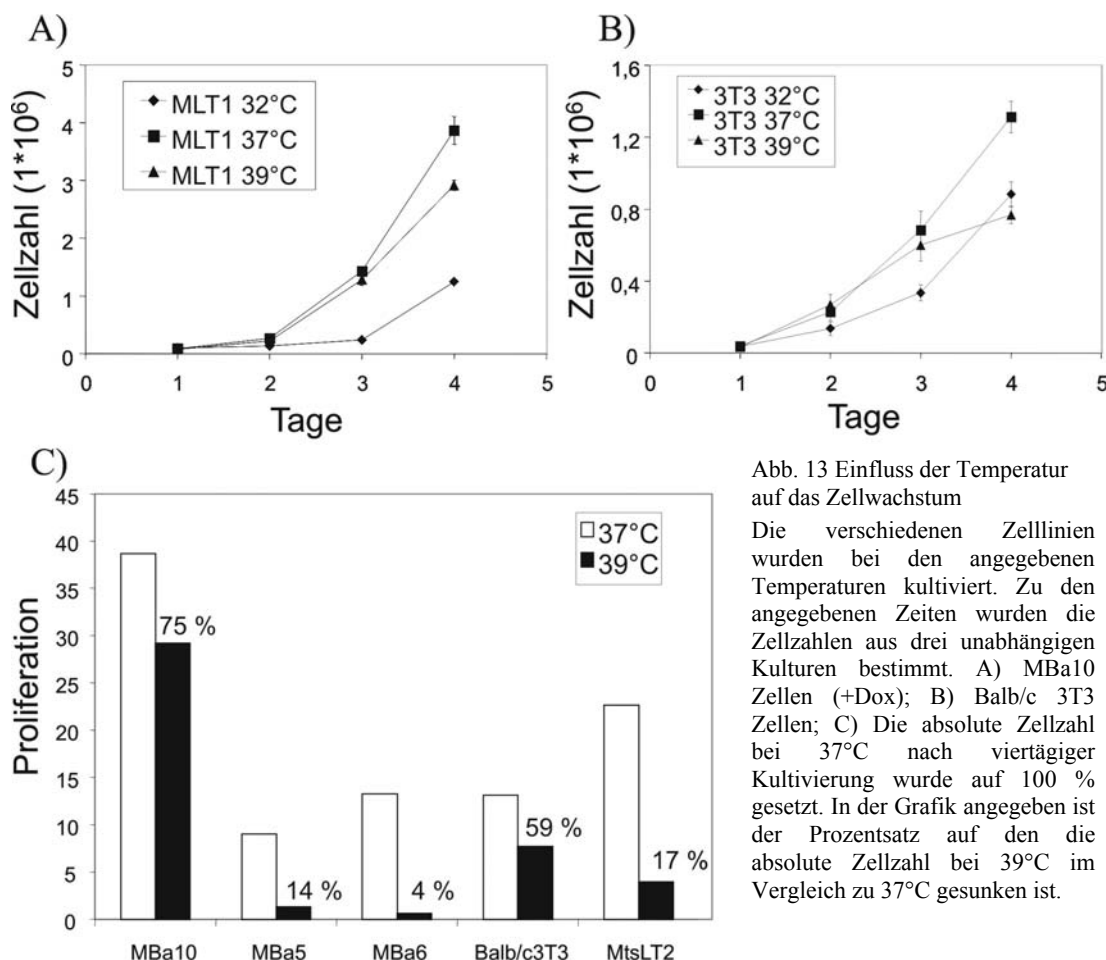 A)
5
4
3
2
1
0
0 1 2 3 4 5
Zellzahl (1*10⁶)
Tage
MLT1 32°C
MLT1 37°C
MLT1 39°C
B)
1,6
1,2
0,8
0,4
0
0 1 2 3 4 5
Zellzahl (1*10⁶)
Tage
3T3 32°C
3T3 37°C
3T3 39°C
C)
45
40
35
30
25
20
15
10
5
0
Proliferation
37°C
39°C
75 %
14 %
4 %
59 %
17 %
MBa10 MBa5 MBa6 Balb/c3T3 MtsLT2
Abb. 13 Einfluss der Temperatur
auf das Zellwachstum
Die verschiedenen Zelllinien
wurden bei den angegebenen
Temperaturen kultiviert. Zu den
angegebenen Zeiten wurden die
Zellzahlen aus drei unabhängigen
Kulturen bestimmt. A) MBa10
Zellen (+Dox); B) Balb/c 3T3
Zellen; C) Die absolute Zellzahl
bei 37°C nach viertägiger
Kultivierung wurde auf 100 %
gesetzt. In der Grafik angegeben ist
der Prozentsatz auf den die
absolute Zellzahl bei 39°C im
Vergleich zu 37°C gesunken ist.